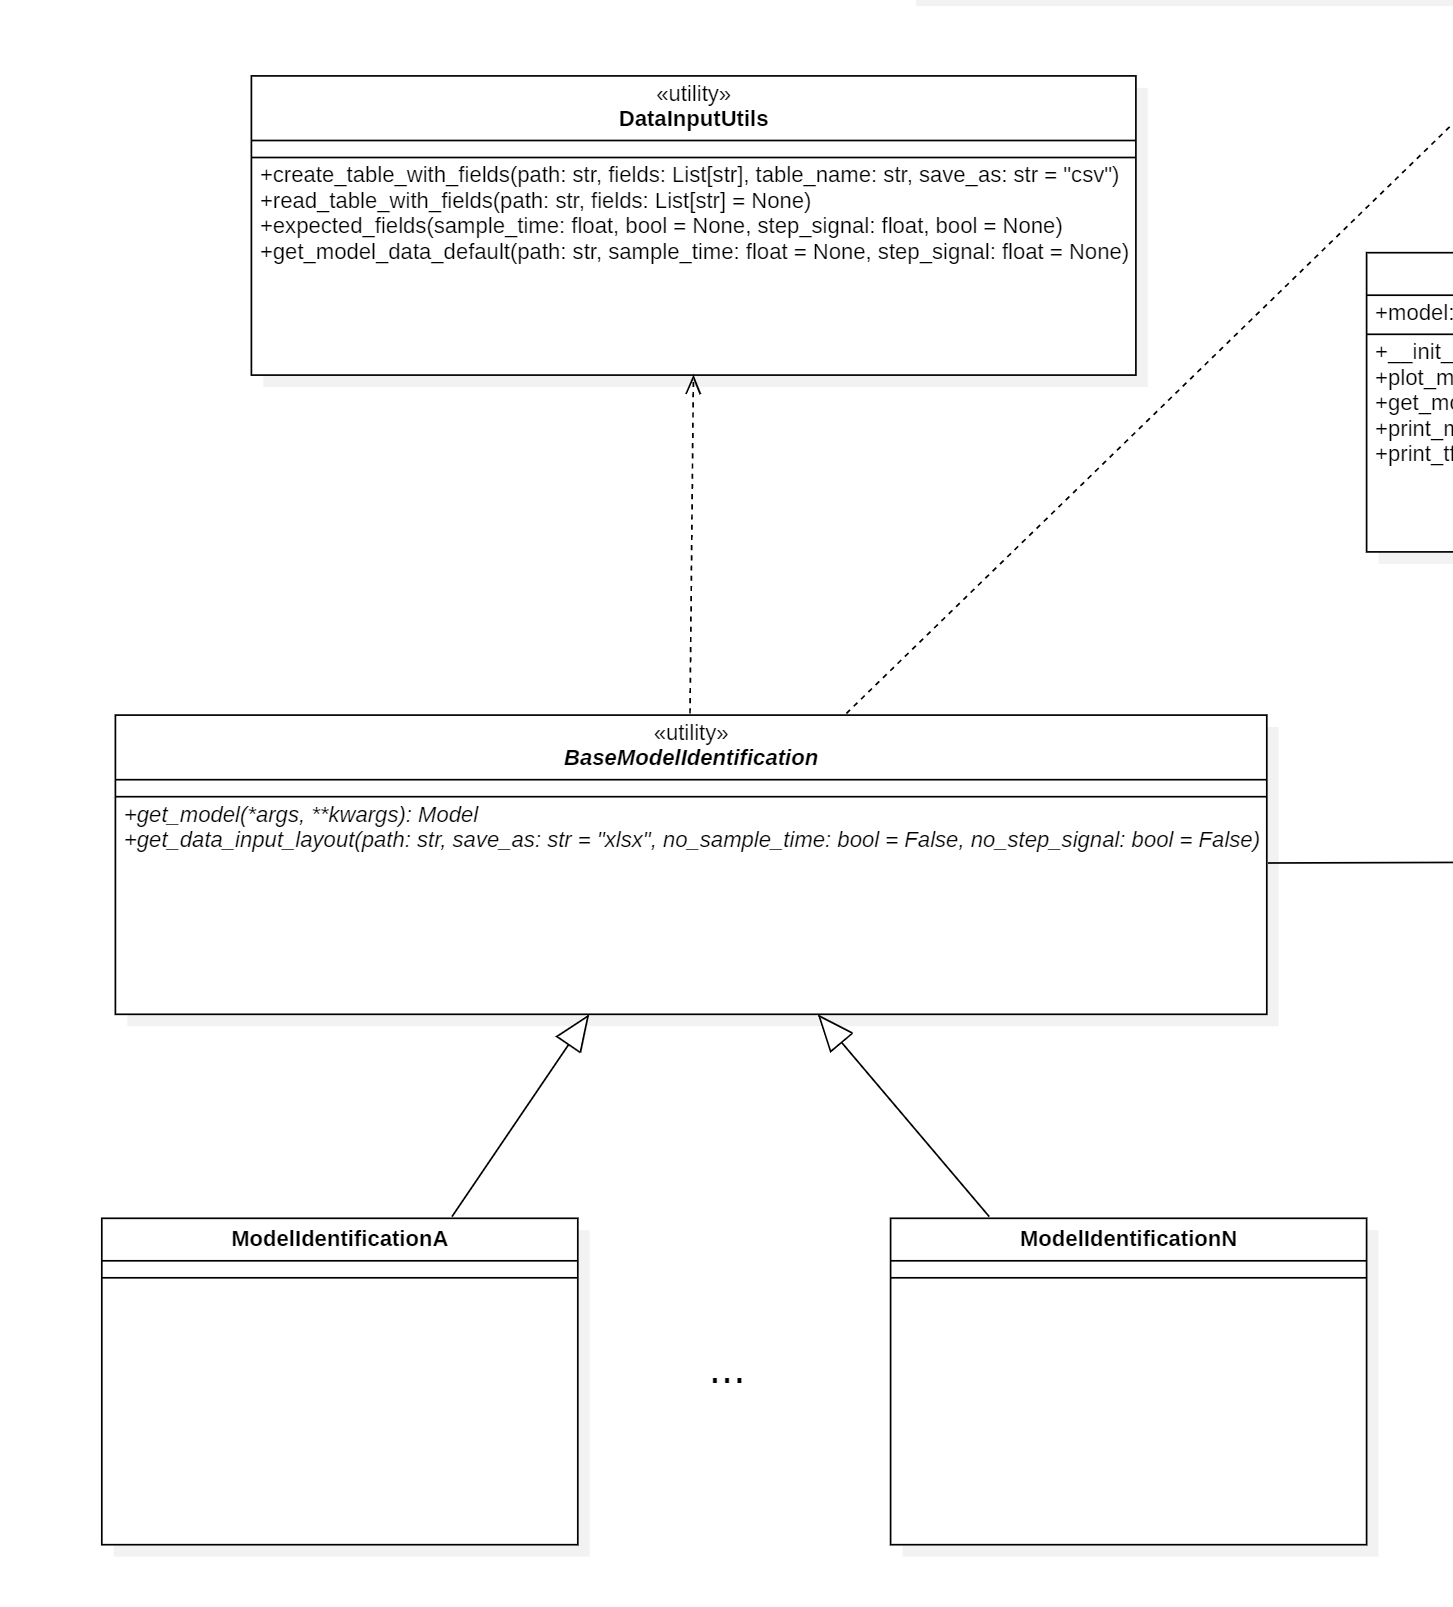 «utility»
DataInputUtils
+create_table_with_fields(path: str, fields: List[str], table_name: str, save_as: str = "csv")
+read_table_with_fields(path: str, fields: List[str] = None)
+expected_fields(sample_time: float, bool = None, step_signal: float, bool = None)
+get_model_data_default(path: str, sample_time: float = None, step_signal: float = None)
+model:
+__init_
+plot_m
+get_mo
+print_m
+print_tf
«utility»
BaseModelIdentification
+get_model(*args, **kwargs): Model
+get_data_input_layout(path: str, save_as: str = "xlsx", no_sample_time: bool = False, no_step_signal: bool = False)
ModelIdentificationA
ModelIdentificationN
...